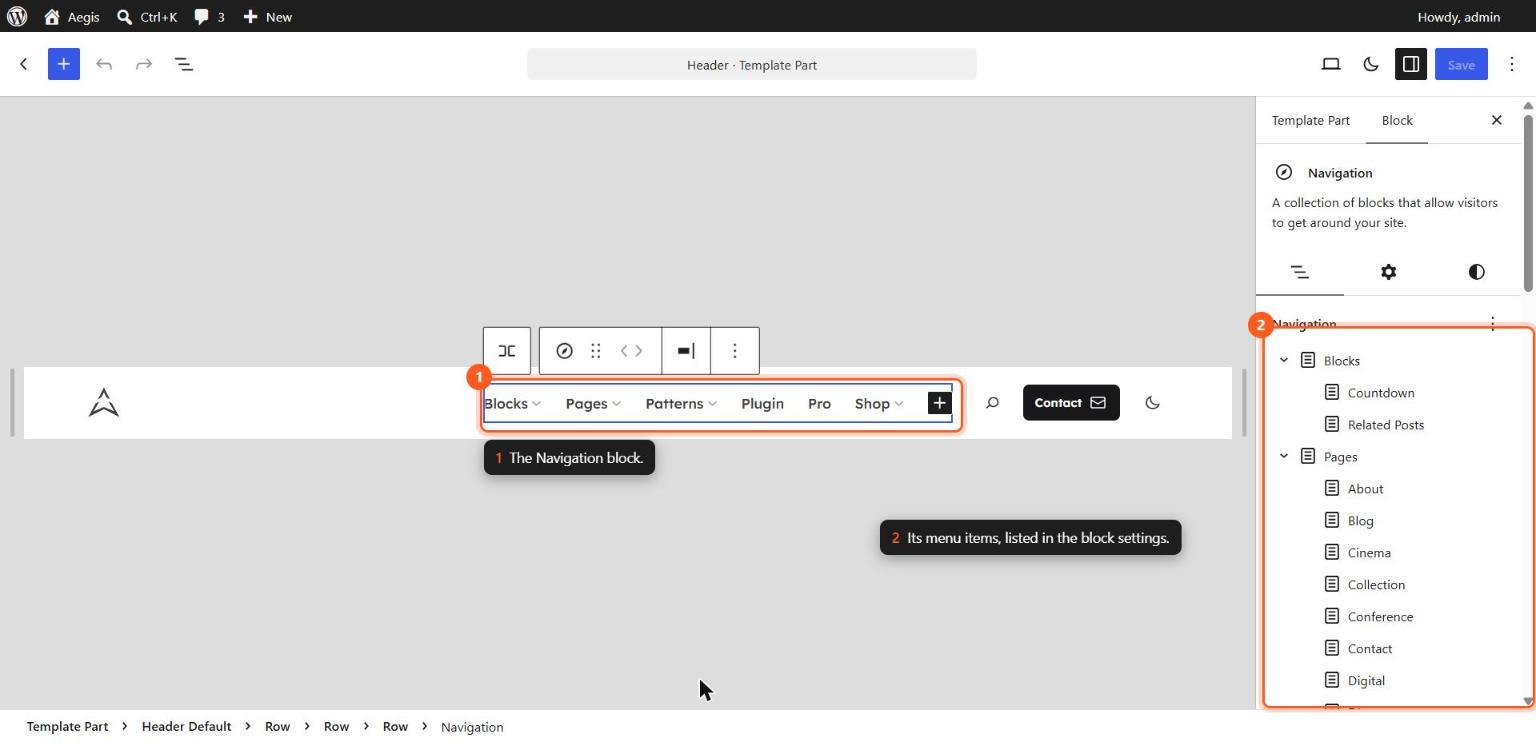 Aegis
Ctrl+K
3
New
Howdy, admin
Header · Template Part
Save
Template Part
Block
Navigation
A collection of blocks that allow visitors
to get around your site.
2
Navigation
Blocks
Countdown
Related Posts
Pages
About
Blog
Cinema
Collection
Conference
Contact
Digital
1
Blocks
Pages
Patterns
Plugin
Pro
Shop
Contact
1 The Navigation block.
2 Its menu items, listed in the block settings.
Template Part > Header Default > Row > Row > Row > Navigation